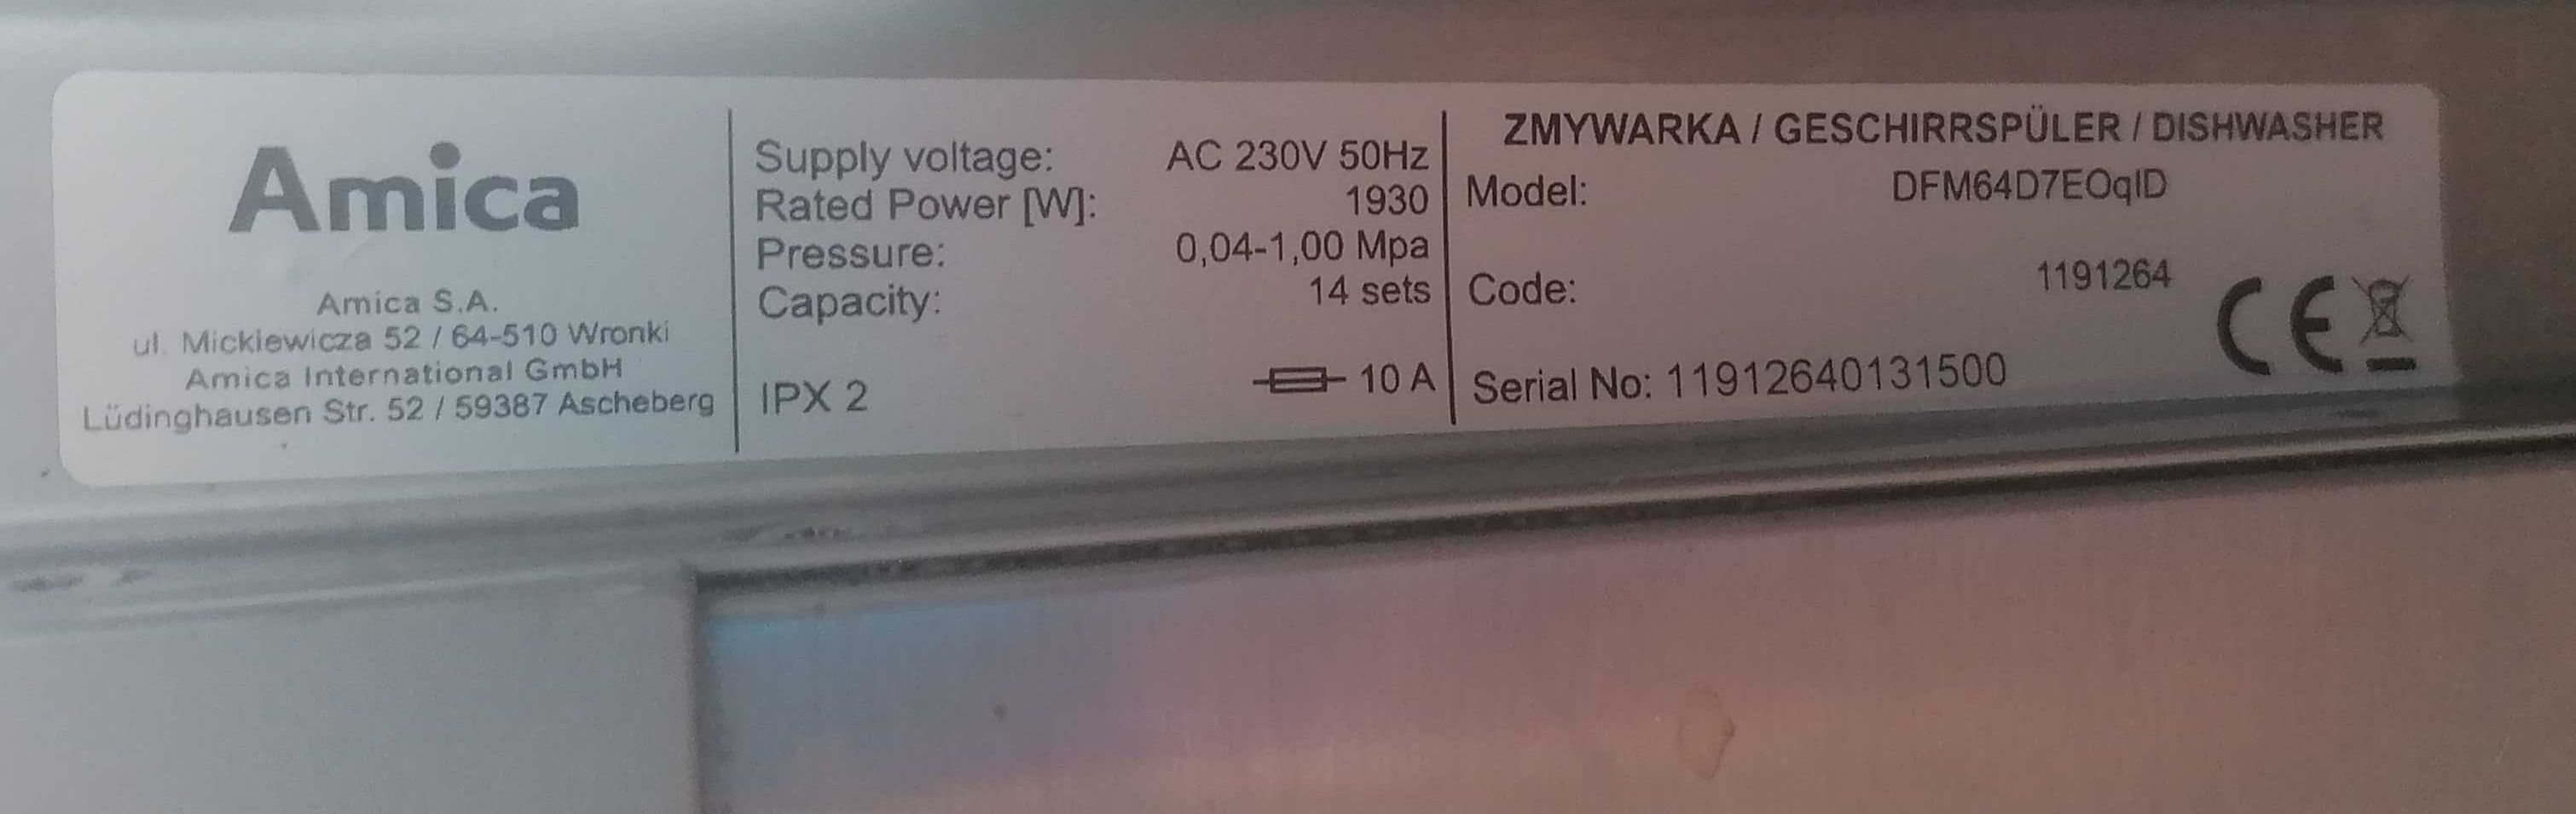 Amica
Amica S.A.
ul. Mickiewicza 52 / 64-510 Wronki
Amica International GmbH
Lüdinghausen Str. 52 / 59387 Ascheberg
Supply voltage: AC 230V 50Hz
Rated Power [W]: 1930
Pressure: 0,04-1,00 Mpa
Capacity: 14 sets
IPX 2 10 A
ZMYWARKA / GESCHIRRSPÜLER / DISHWASHER
Model: DFM64D7EOqID
Code: 1191264
CE
Serial No: 11912640131500